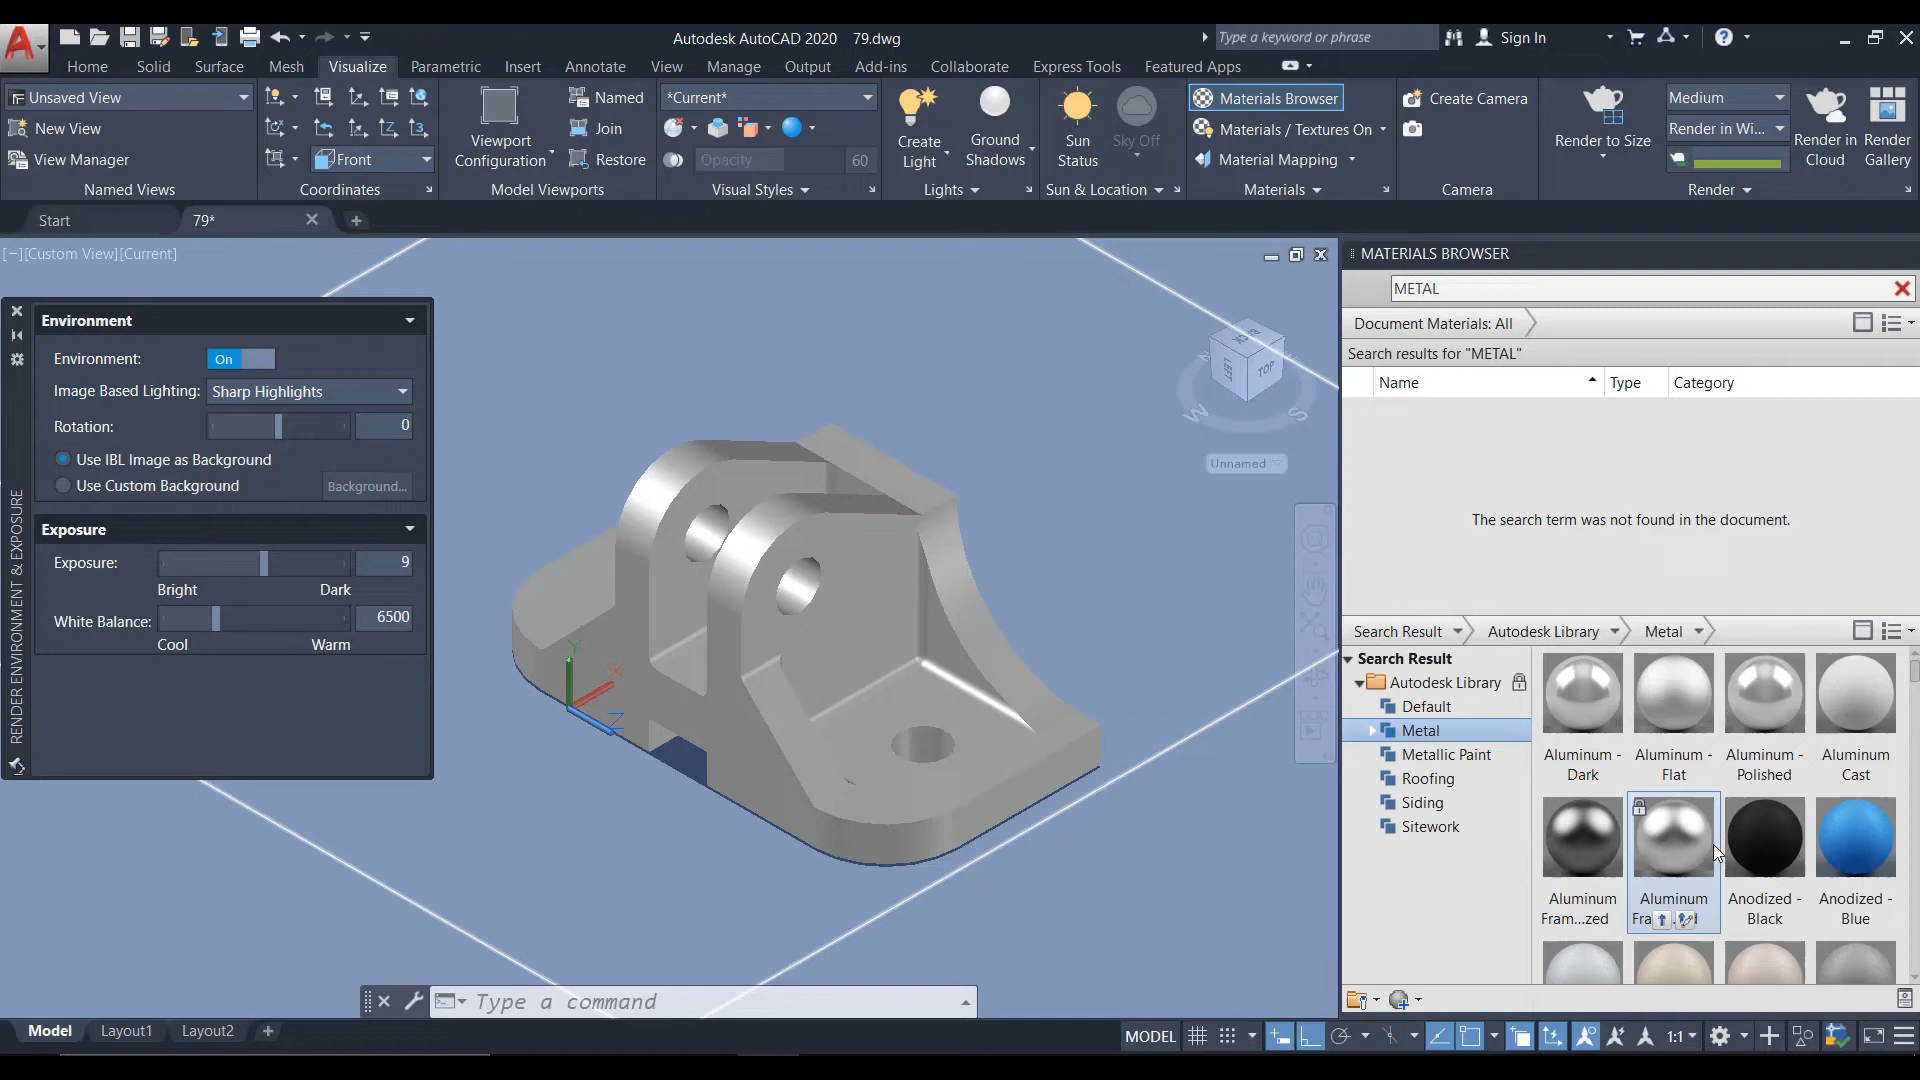 Autodesk AutoCAD 2020 79.dwg
Type a keyword or phrase
Sign In
Home Solid Surface Mesh Visualize Parametric Insert Annotate View Manage Output Add-ins Collaborate Express Tools Featured Apps
Unsaved View
New View
View Manager
Named Views
Front
Coordinates
Viewport
Configuration
Named
Join
Restore
Model Viewports
*Current*
Opacity 60
Visual Styles
Create
Light
Ground
Shadows
Lights
Sun
Status
Sky Off
Sun & Location
Materials Browser
Materials / Textures On
Material Mapping
Materials
Create Camera
Camera
Render to Size
Medium
Render in Wi...
Render in
Cloud
Render
Gallery
Render
Start
79*
[−][Custom View][Current]
Environment
Environment: On
Image Based Lighting: Sharp Highlights
Rotation: 0
Use IBL Image as Background
Use Custom Background Background...
Exposure
Exposure: 9
Bright Dark
White Balance: 6500
Cool Warm
RENDER ENVIRONMENT & EXPOSURE
BACK
LEFT
TOP
W
S
Unnamed
Y
X
Z
MATERIALS BROWSER
METAL
Document Materials: All
Search results for "METAL"
Name Type Category
The search term was not found in the document.
Search Result Autodesk Library Metal
Search Result
Autodesk Library
Default
Metal
Metallic Paint
Roofing
Siding
Sitework
Aluminum -
Dark
Aluminum -
Flat
Aluminum -
Polished
Aluminum
Cast
Aluminum
Fram...zed
Aluminum
Anodized -
Black
Anodized -
Blue
Type a command
Model Layout1 Layout2
MODEL
1:1